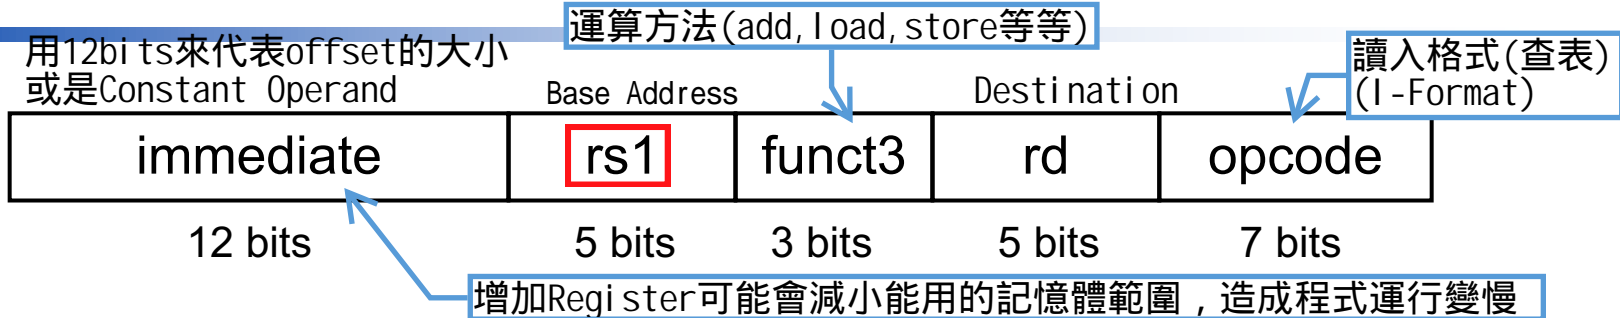 運算方法(add,load,store等等)
用12bits來代表offset的大小
或是Constant Operand
Base Address
Destination
讀入格式(查表)
(I-Format)
immediate rs1 funct3 rd opcode
12 bits 5 bits 3 bits 5 bits 7 bits
增加Register可能會減小能用的記憶體範圍，造成程式運行變慢